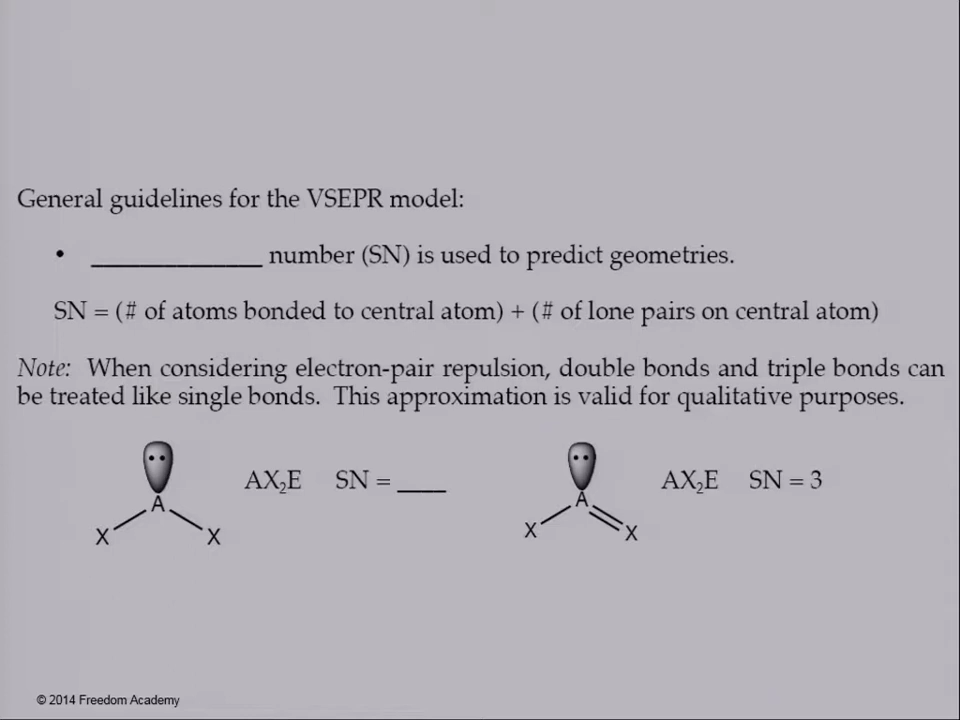 General guidelines for the VSEPR model:
• ______________ number (SN) is used to predict geometries.
SN = (# of atoms bonded to central atom) + (# of lone pairs on central atom)
Note: When considering electron-pair repulsion, double bonds and triple bonds can
be treated like single bonds. This approximation is valid for qualitative purposes.
A X X AX₂E SN = ____ A X X AX₂E SN = 3
© 2014 Freedom Academy